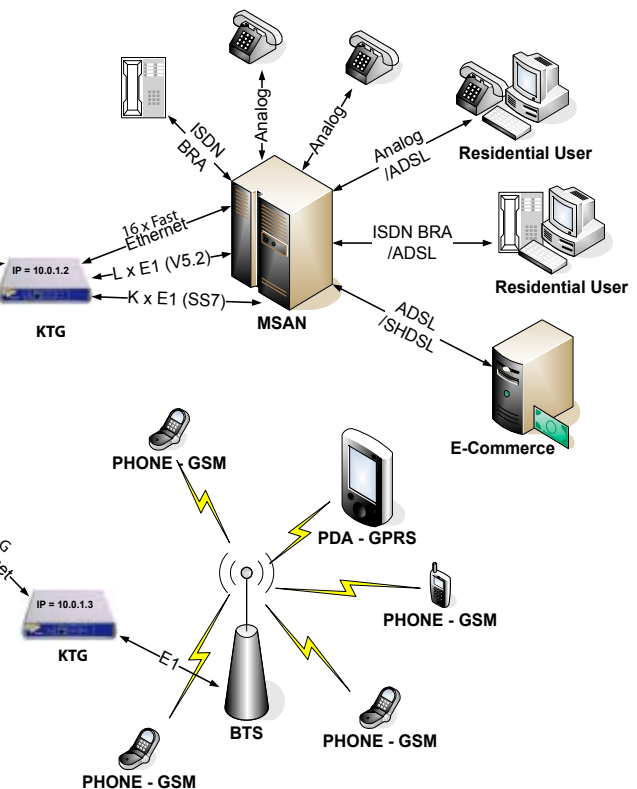 ISDN
BRA
Analog
Analog
Analog
/ADSL
Residential User
16 x Fast
Ethernet
ISDN BRA
/ADSL
IP = 10.0.1.2
L x E1 (V5.2)
K x E1 (SS7)
Residential User
KTG
MSAN
ADSL
/SHDSL
E-Commerce
PHONE - GSM
PDA - GPRS
IP = 10.0.1.3
PHONE - GSM
KTG
E1
BTS
PHONE - GSM
PHONE - GSM